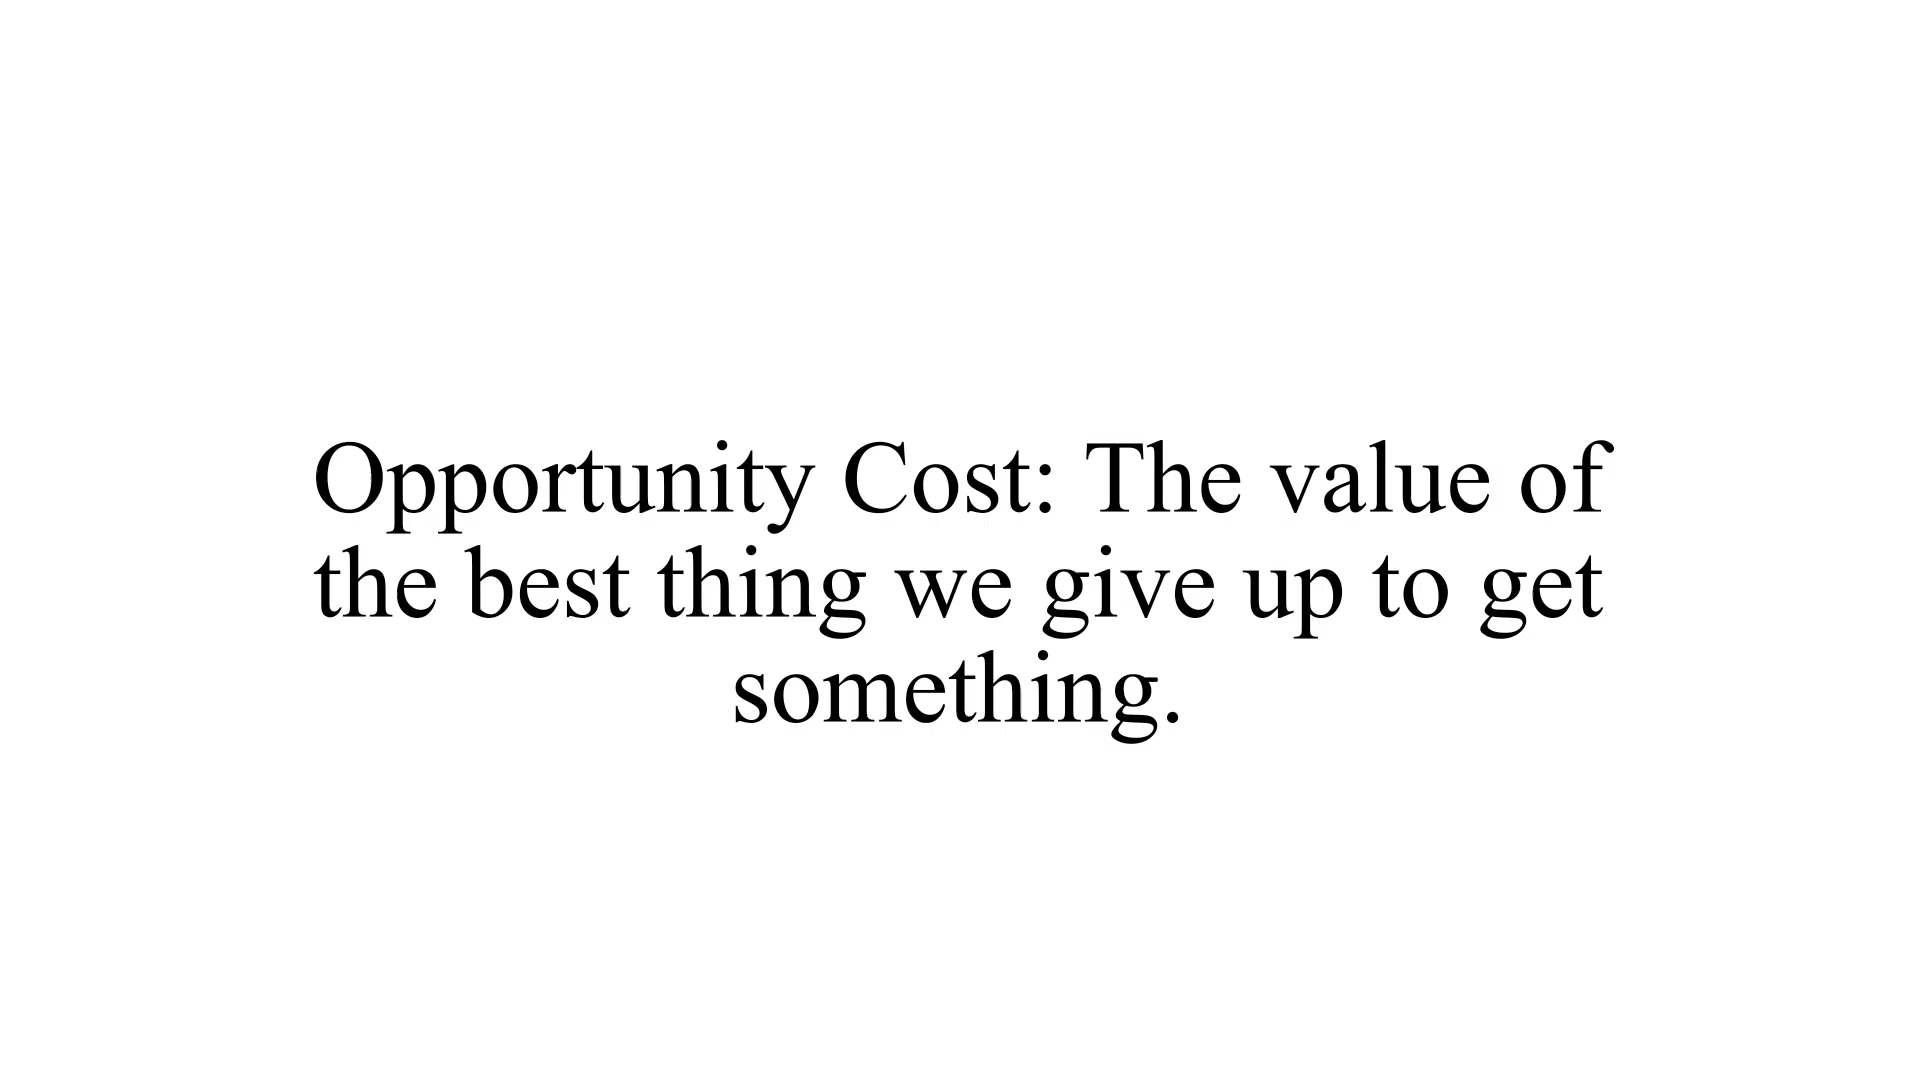 Opportunity Cost: The value of
the best thing we give up to get
something.